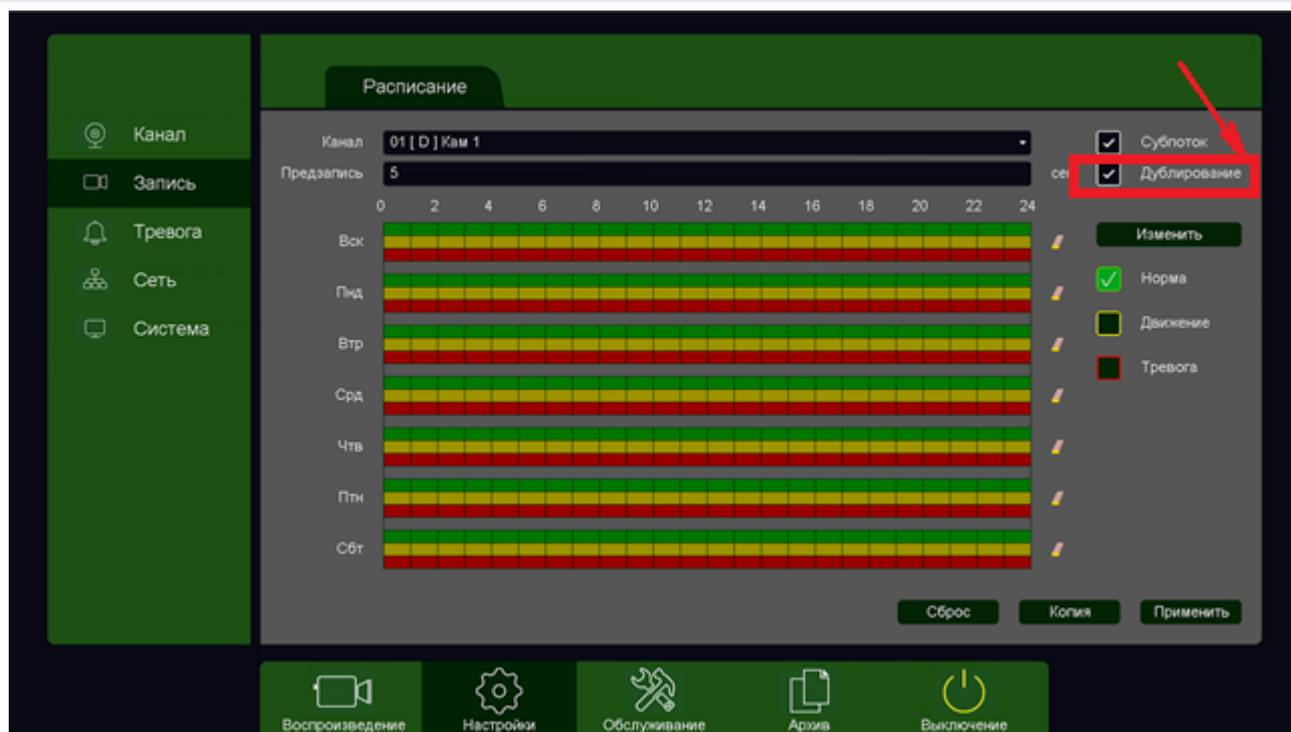 Расписание
Канал
Запись
Тревога
Сеть
Система
Канал 01 [ D ] Кам 1 Субпоток
Предзапись 5 сек Дублирование
0 2 4 6 8 10 12 14 16 18 20 22 24
Вск
Пнд
Втр
Срд
Чтв
Птн
Сбт
Изменить
Норма
Движение
Тревога
Сброс Копия Применить
Воспроизведение Настройки Обслуживание Архив Выключение